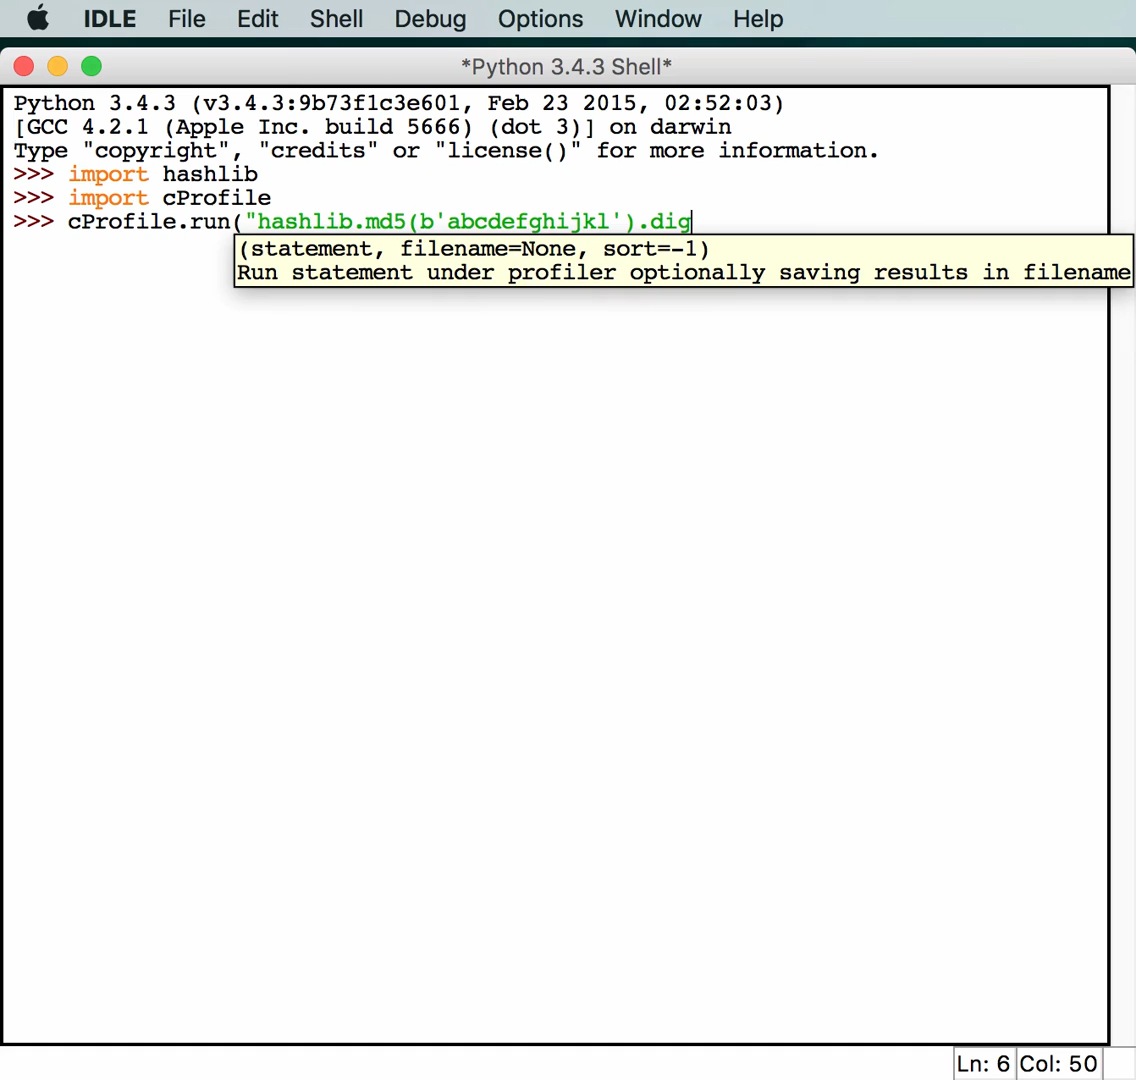 IDLE File Edit Shell Debug Options Window Help
*Python 3.4.3 Shell*
Python 3.4.3 (v3.4.3:9b73f1c3e601, Feb 23 2015, 02:52:03)
[GCC 4.2.1 (Apple Inc. build 5666) (dot 3)] on darwin
Type "copyright", "credits" or "license()" for more information.
>>> import hashlib
>>> import cProfile
>>> cProfile.run("hashlib.md5(b'abcdefghijkl').dig
(statement, filename=None, sort=-1)
Run statement under profiler optionally saving results in filename
Ln: 6 Col: 50